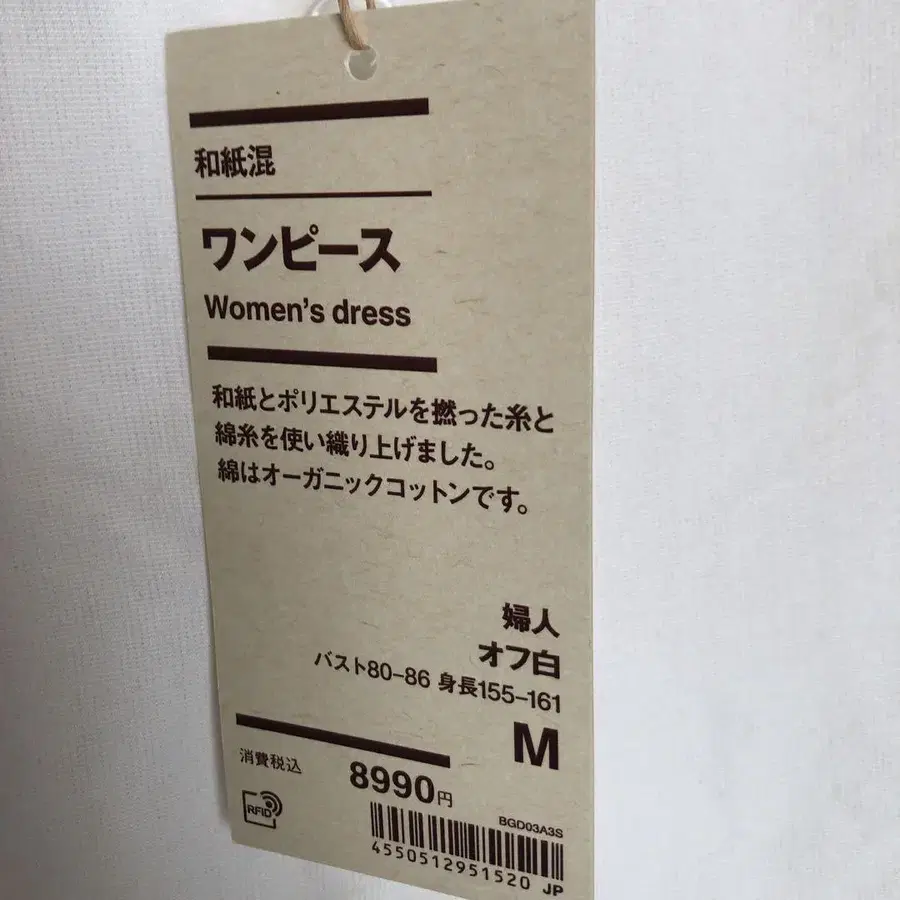 和紙混
ワンピース
Women's dress
和紙とポリエステルを撚った糸と
綿糸を使い織り上げました。
綿はオーガニックコットンです。
婦人
オフ白
バスト80-86 身長155-161
M
消費税込
8990円
RFID
BGD03A3S
4550512951520 JP